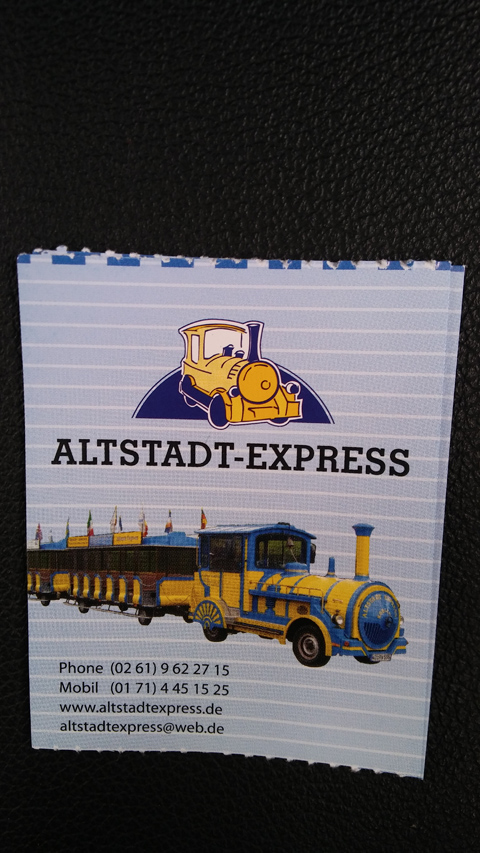 ALTSTADT-EXPRESS
Phone (02 61) 9 62 27 15
Mobil (01 71) 4 45 15 25
www.altstadtexpress.de
altstadtexpress@web.de